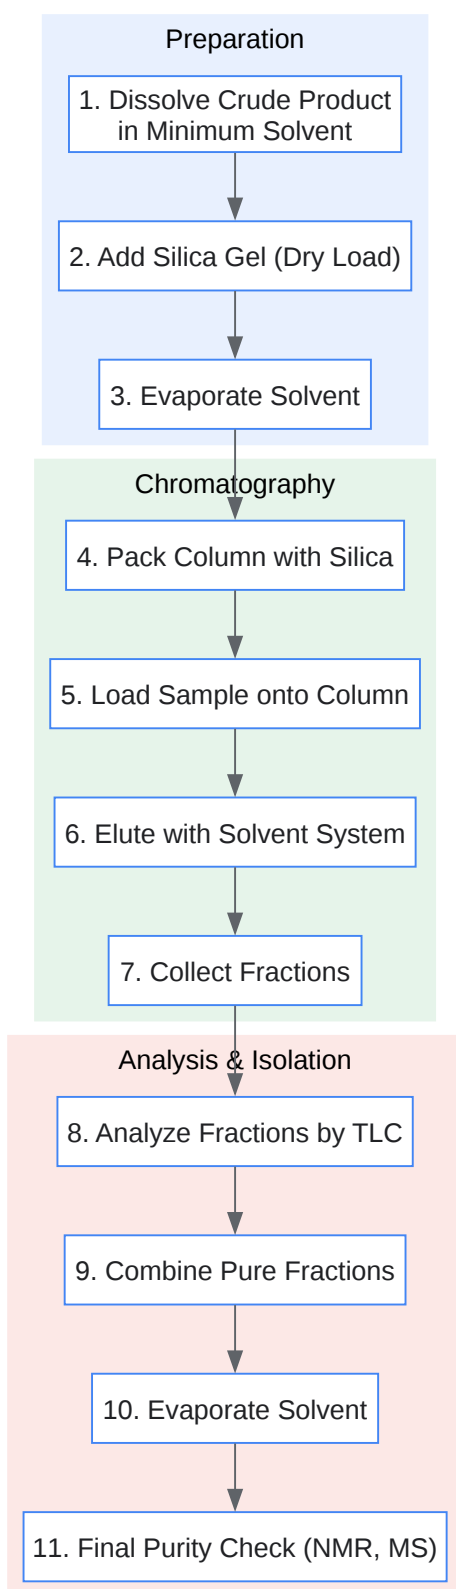 Preparation
1. Dissolve Crude Product
in Minimum Solvent
2. Add Silica Gel (Dry Load)
3. Evaporate Solvent
Chromatography
4. Pack Column with Silica
5. Load Sample onto Column
6. Elute with Solvent System
7. Collect Fractions
Analysis & Isolation
8. Analyze Fractions by TLC
9. Combine Pure Fractions
10. Evaporate Solvent
11. Final Purity Check (NMR, MS)